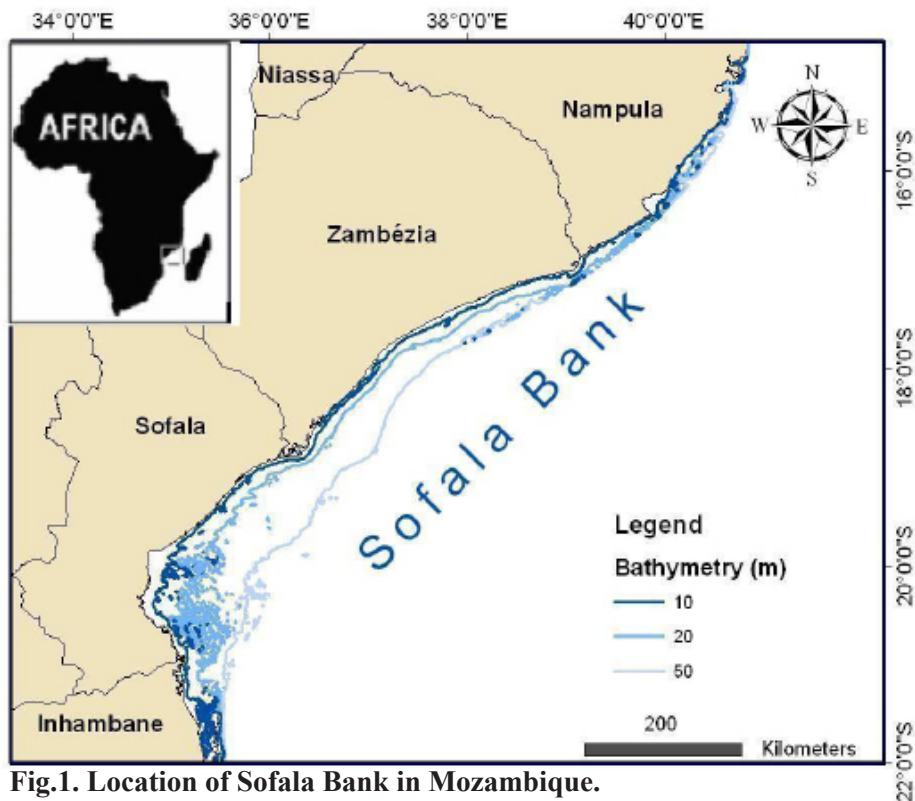 34°0'0"E 36°0'0"E 38°0'0"E 40°0'0"E
AFRICA
Niassa
Nampula
N
W E
S
16°0'0"S
Zambézia
18°0'0"S
Sofala
Sofala Bank
Legend
Bathymetry (m)
10
20
50
20°0'0"S
Inhambane
200
Kilometers
22°0'0"S
Fig.1. Location of Sofala Bank in Mozambique.